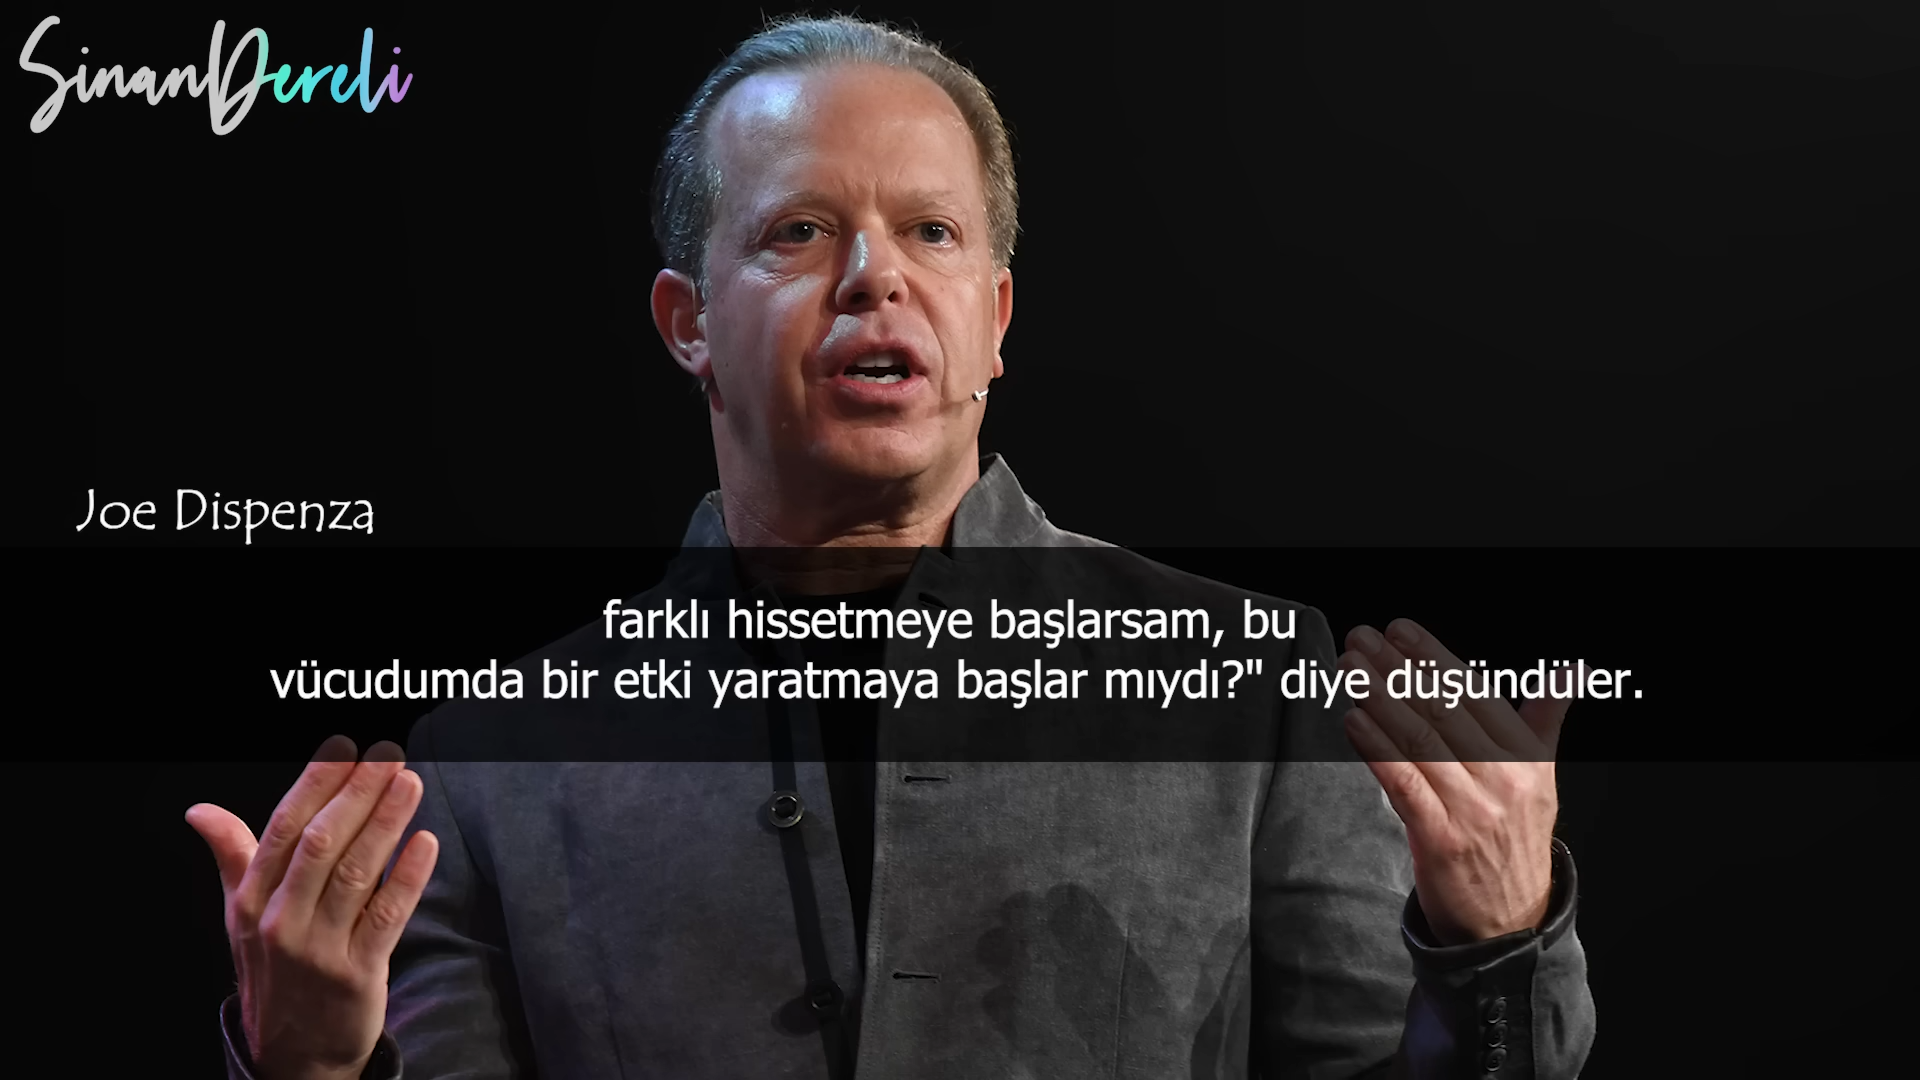 SinanDereli
Joe Dispenza
farklı hissetmeye başlarsam, bu
vücudumda bir etki yaratmaya başlar mıydı?" diye düşündüler.